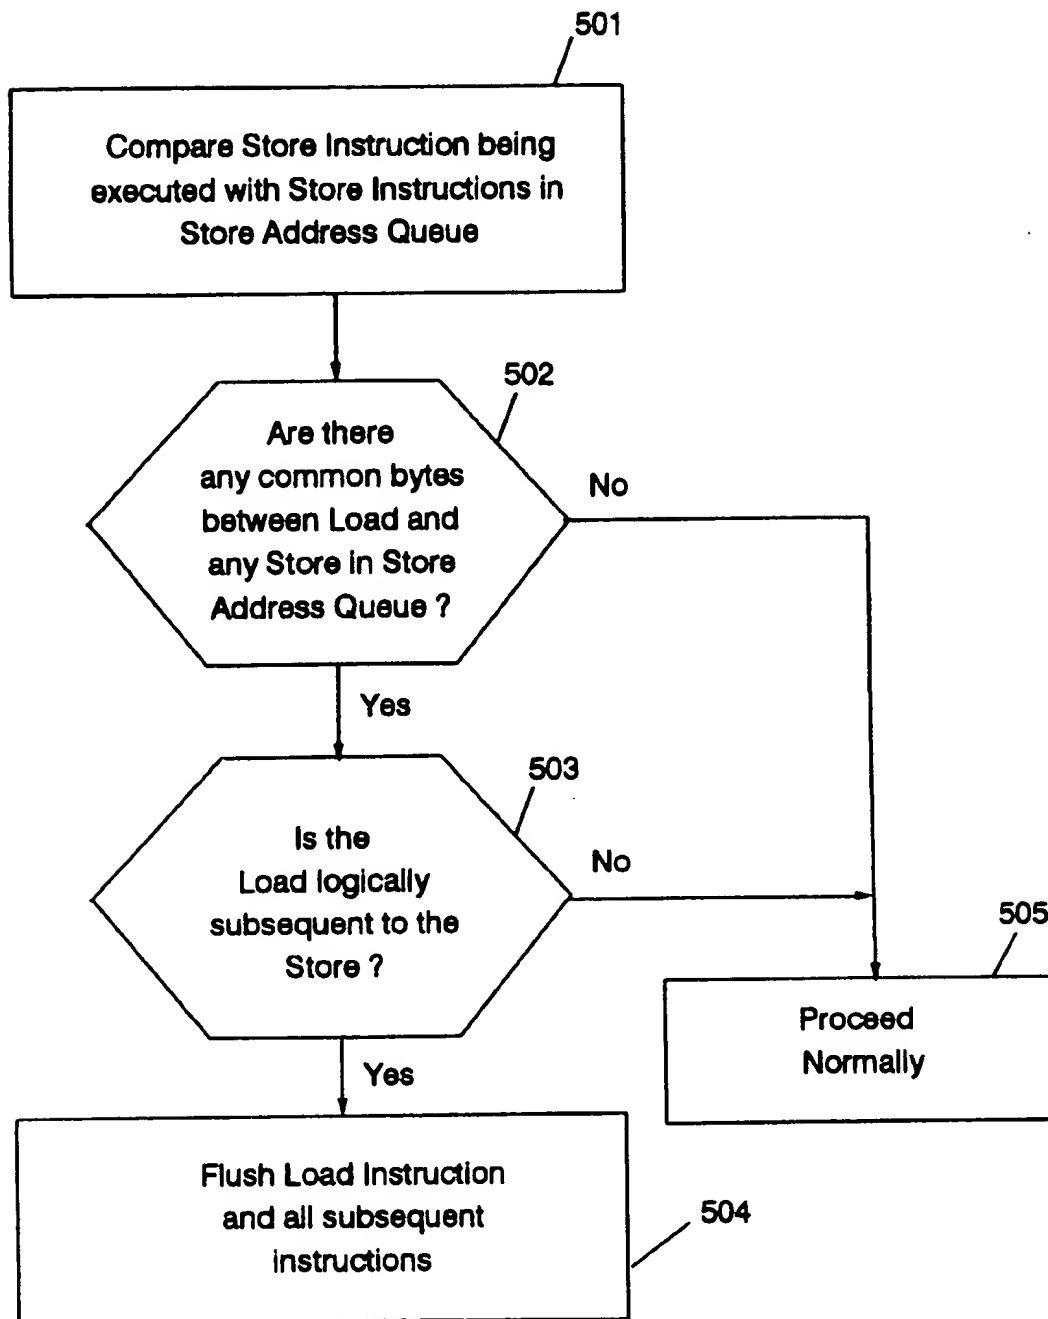 501
Compare Store Instruction being
executed with Store Instructions in
Store Address Queue
502
Are there
any common bytes
between Load and
any Store in Store
Address Queue ?
No
Yes
503
Is the
Load logically
subsequent to the
Store ?
No
505
Proceed
Normally
Yes
Flush Load Instruction
and all subsequent
instructions
504